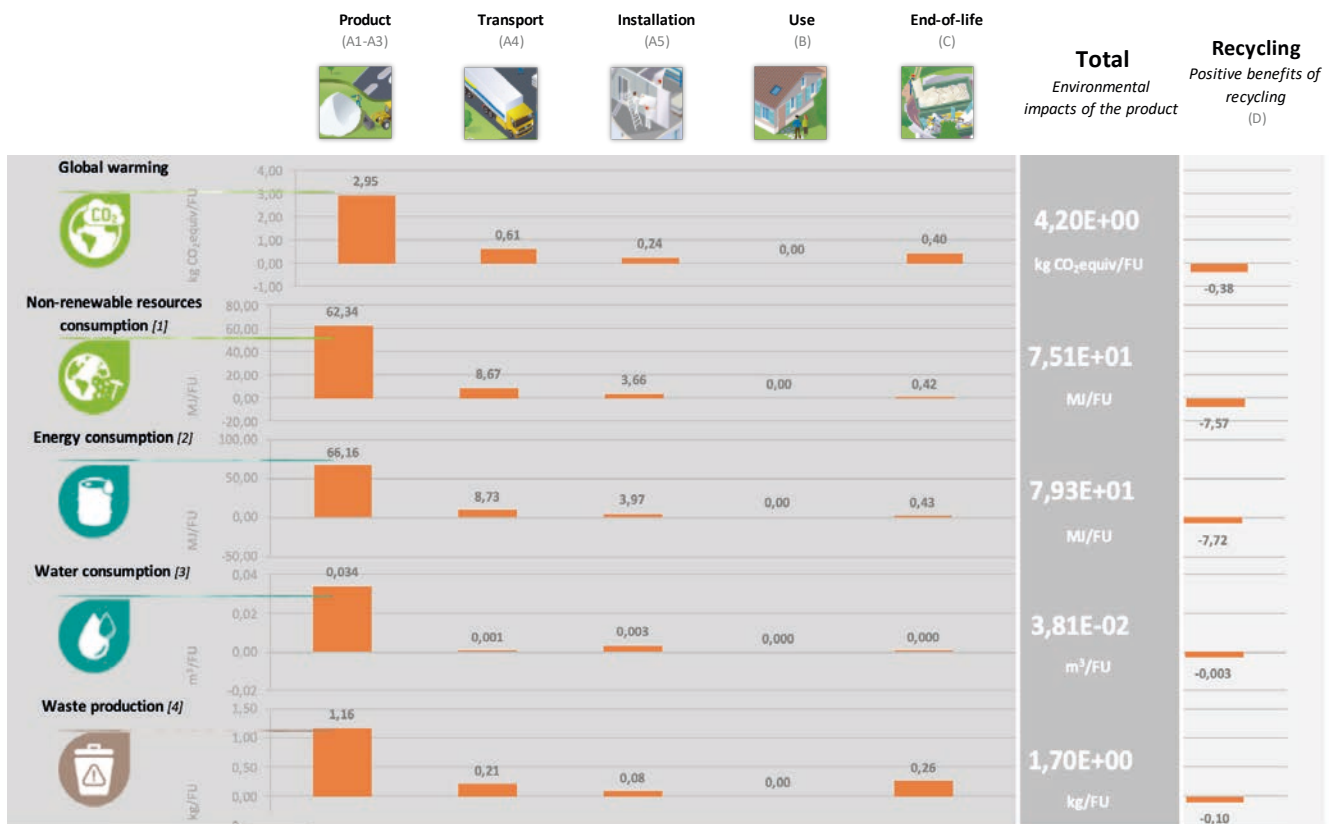 Product
(A1-A3)
Transport
(A4)
Installation
(A5)
Use
(B)
End-of-life
(C)
Total
Environmental
impacts of the product
Recycling
Positive benefits of
recycling
(D)
Global warming
CO₂
kg CO₂equiv/FU
4,00
3,00
2,00
1,00
0,00
-1,00
2,95
0,61
0,24
0,00
0,40
4,20E+00
kg CO₂equiv/FU
-0,38
Non-renewable resources
consumption [1]
MJ/FU
80,00
60,00
40,00
20,00
0,00
-20,00
62,34
8,67
3,66
0,00
0,42
7,51E+01
MJ/FU
-7,57
Energy consumption [2]
MJ/FU
100,00
50,00
0,00
-50,00
66,16
8,73
3,97
0,00
0,43
7,93E+01
MJ/FU
-7,72
Water consumption [3]
m³/FU
0,04
0,02
0,00
-0,02
0,034
0,001
0,003
0,000
0,000
3,81E-02
m³/FU
-0,003
Waste production [4]
kg/FU
1,50
1,00
0,50
0,00
1,16
0,21
0,08
0,00
0,26
1,70E+00
kg/FU
-0,10